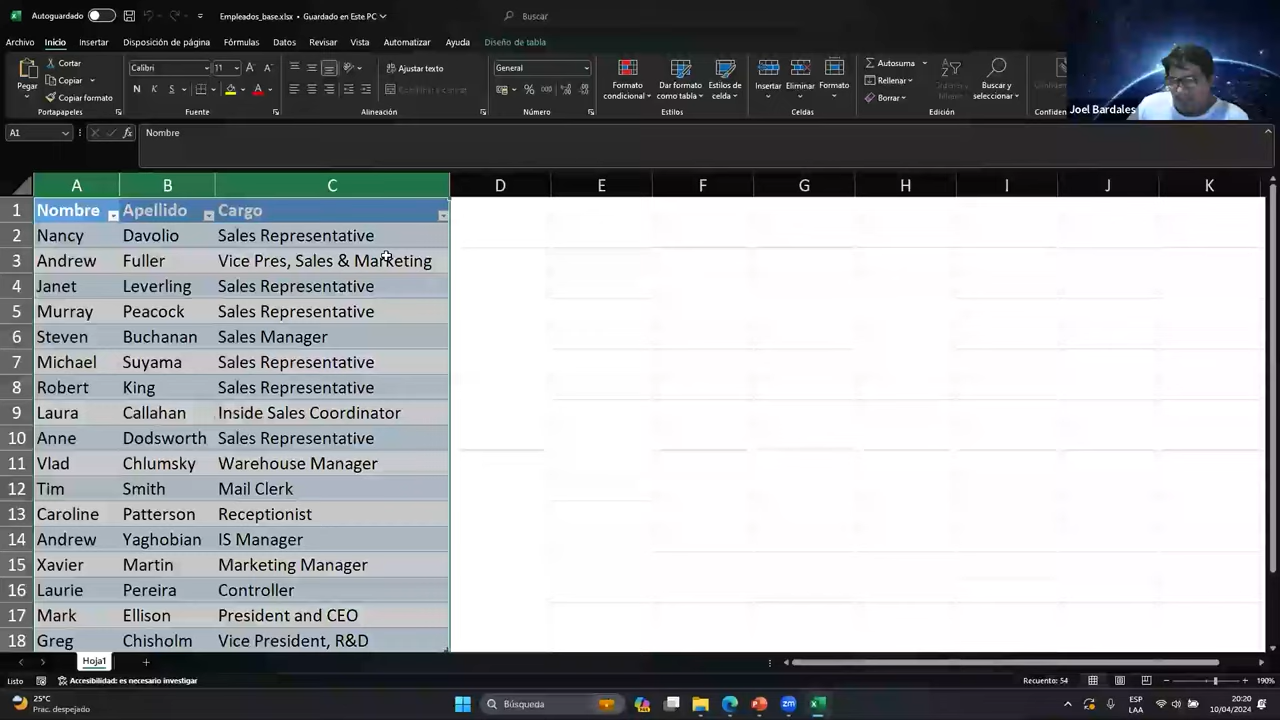 Autoguardado Empleados_base.xlsx • Guardado en Este PC Buscar
Archivo Inicio Insertar Disposición de página Fórmulas Datos Revisar Vista Automatizar Ayuda Diseño de tabla
Pegar Cortar Copiar Copiar formato
Calibri 11 N K S
Ajustar texto
General % 000
Formato condicional Dar formato como tabla Estilos de celda
Insertar Eliminar Formato
Autosuma Rellenar Borrar
Buscar y seleccionar
Portapapeles Fuente Número Estilos Celdas Edición
Joel Bardales
A1 fx Nombre
A B C D E F G H I J K
1 Nombre Apellido Cargo
2 Nancy Davolio Sales Representative
3 Andrew Fuller Vice Pres, Sales & Marketing
4 Janet Leverling Sales Representative
5 Murray Peacock Sales Representative
6 Steven Buchanan Sales Manager
7 Michael Suyama Sales Representative
8 Robert King Sales Representative
9 Laura Callahan Inside Sales Coordinator
10 Anne Dodsworth Sales Representative
11 Vlad Chlumsky Warehouse Manager
12 Tim Smith Mail Clerk
13 Caroline Patterson Receptionist
14 Andrew Yaghobian IS Manager
15 Xavier Martin Marketing Manager
16 Laurie Pereira Controller
17 Mark Ellison President and CEO
18 Greg Chisholm Vice President, R&D
Hoja1
Listo Accesibilidad: es necesario investigar Recuento: 54 190%
25°C
Prac. despejado
Búsqueda
ESP
LAA
20:20
10/04/2024